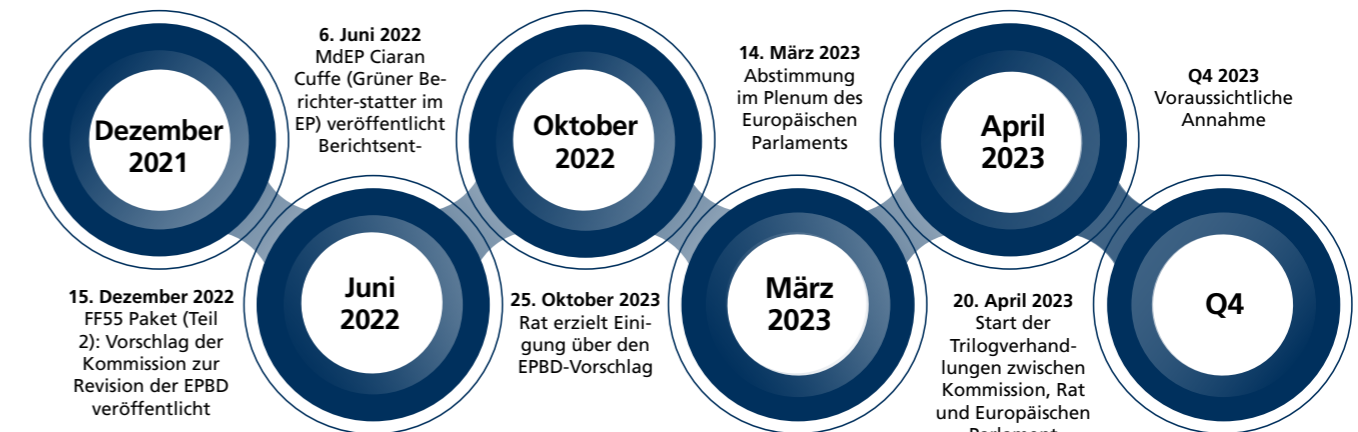 Dezember
2021
15. Dezember 2022
FF55 Paket (Teil
2): Vorschlag der
Kommission zur
Revision der EPBD
veröffentlicht
6. Juni 2022
MdEP Ciaran
Cuffe (Grüner Be-
richter-statter im
EP) veröffentlicht
Berichtsent-
Juni
2022
Oktober
2022
25. Oktober 2023
Rat erzielt Eini-
gung über den
EPBD-Vorschlag
14. März 2023
Abstimmung
im Plenum des
Europäischen
Parlaments
März
2023
April
2023
20. April 2023
Start der
Trilogverhand-
lungen zwischen
Kommission, Rat
und Europäischen
Parlament
Q4 2023
Voraussichtliche
Annahme
Q4